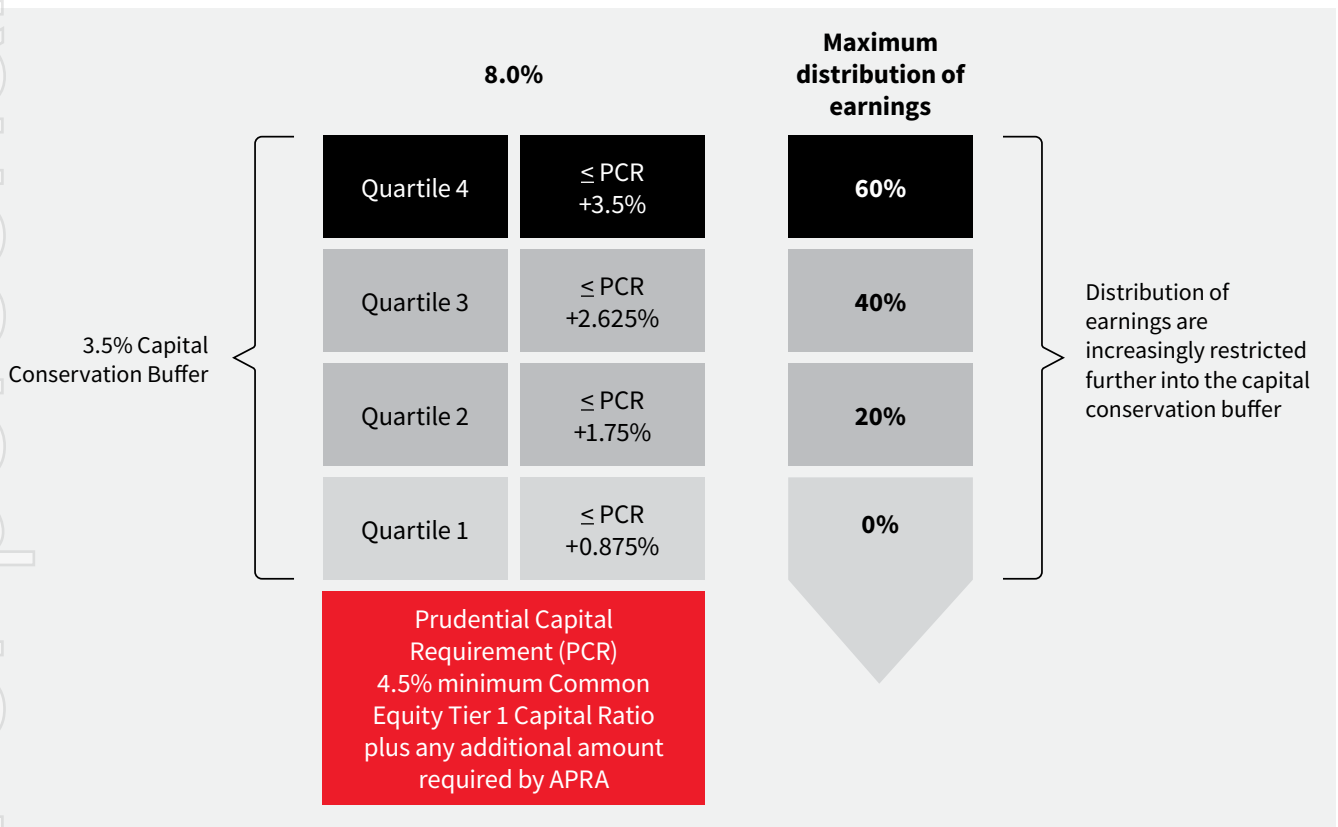 8.0%
Maximum
distribution of
earnings
Quartile 4
≤ PCR
+3.5%
60%
Quartile 3
≤ PCR
+2.625%
40%
3.5% Capital
Conservation Buffer
Distribution of
earnings are
increasingly restricted
further into the capital
conservation buffer
Quartile 2
≤ PCR
+1.75%
20%
Quartile 1
≤ PCR
+0.875%
0%
Prudential Capital
Requirement (PCR)
4.5% minimum Common
Equity Tier 1 Capital Ratio
plus any additional amount
required by APRA